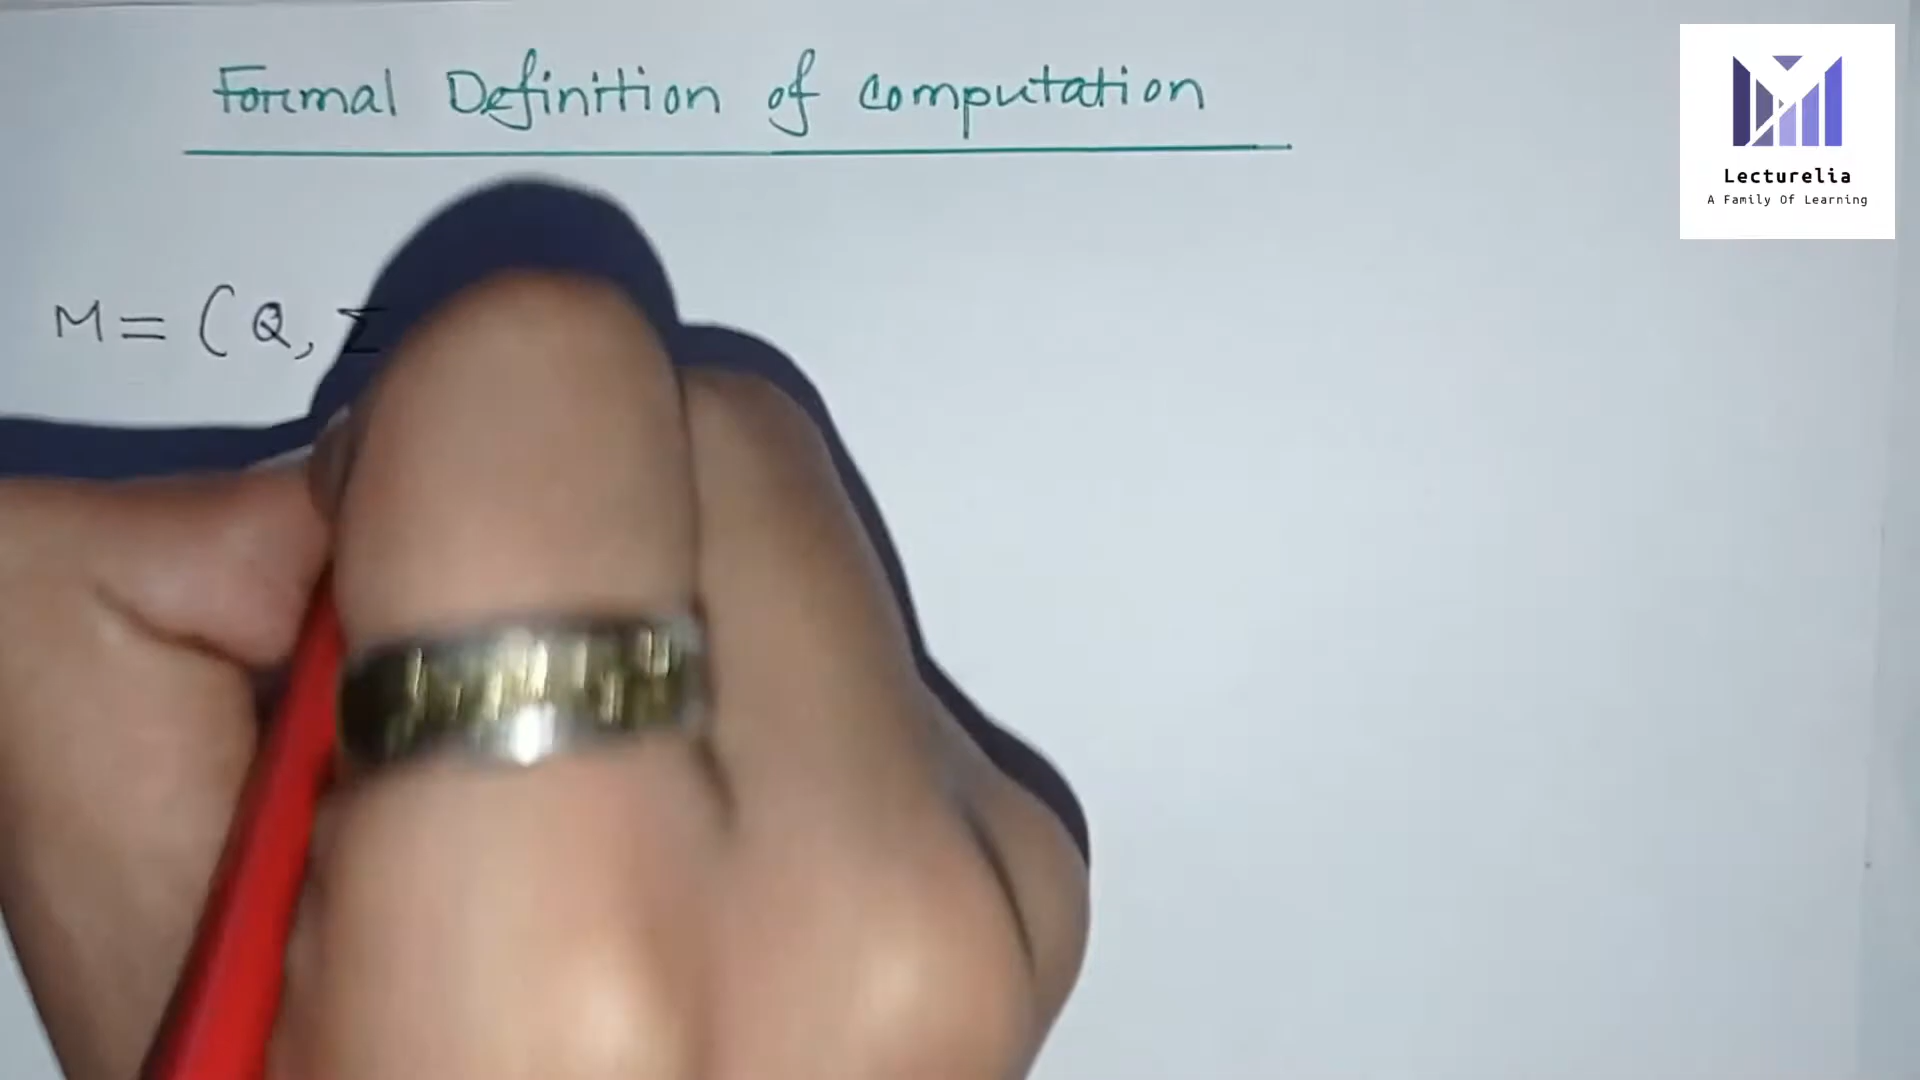 Formal Definition of computation
Lecturelia
A Family Of Learning
M = (Q, Σ